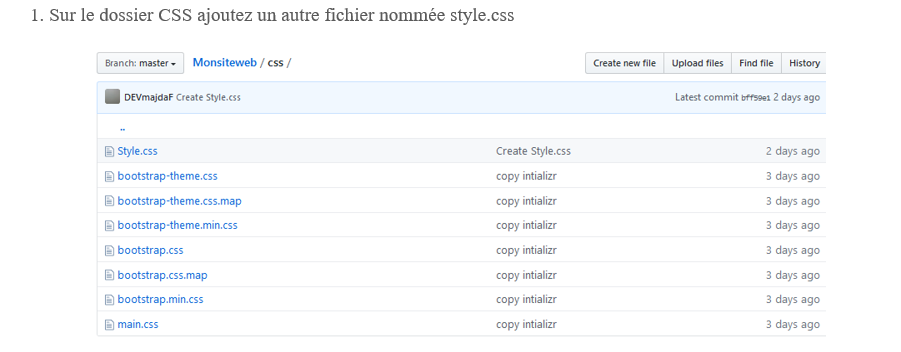 1. Sur le dossier CSS ajoutez un autre fichier nommée style.css
Branch: master Monsiteweb / css / Create new file Upload files Find file History
DEVmajdaF Create Style.css Latest commit bff59e1 2 days ago
..
Style.css Create Style.css 2 days ago
bootstrap-theme.css copy intializr 3 days ago
bootstrap-theme.css.map copy intializr 3 days ago
bootstrap-theme.min.css copy intializr 3 days ago
bootstrap.css copy intializr 3 days ago
bootstrap.css.map copy intializr 3 days ago
bootstrap.min.css copy intializr 3 days ago
main.css copy intializr 3 days ago